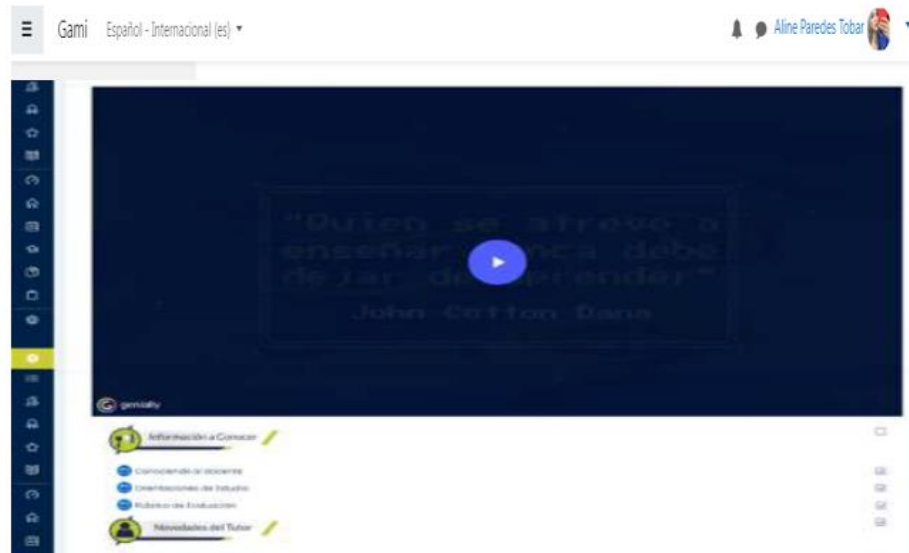 Gami Español - Internacional (es)
Aline Paredes Tobar
"Quien se atreve a
enseñar nunca debe
dejar de aprender"
John Cotton Dana
genially
Información a Conocer
Conociendo al docente
Orientaciones de Estudio
Rúbrica de Evaluación
Novedades del Tutor